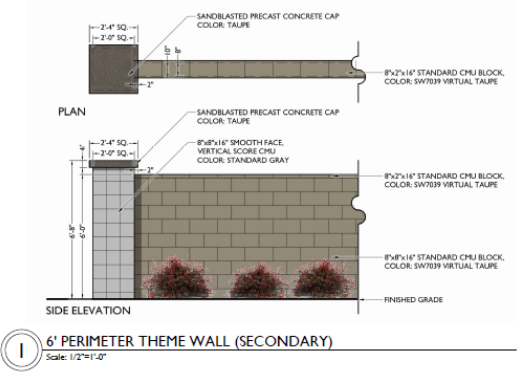 SANDBLASTED PRECAST CONCRETE CAP
COLOR: TAUPE
2'-4" SQ.
2'-0" SQ.
10"
8"
8"x2"x16" STANDARD CMU BLOCK,
COLOR: SW7039 VIRTUAL TAUPE
2"
PLAN
SANDBLASTED PRECAST CONCRETE CAP
COLOR: TAUPE
8"x8"x16" SMOOTH FACE,
VERTICAL SCORE CMU
COLOR: STANDARD GRAY
2'-4" SQ.
2'-0" SQ.
2"
8"x2"x16" STANDARD CMU BLOCK,
COLOR: SW7039 VIRTUAL TAUPE
6'-8"
6'-0"
8"x8"x16" STANDARD CMU BLOCK,
COLOR: SW7039 VIRTUAL TAUPE
FINISHED GRADE
SIDE ELEVATION
1
6' PERIMETER THEME WALL (SECONDARY)
Scale: 1/2"=1'-0"